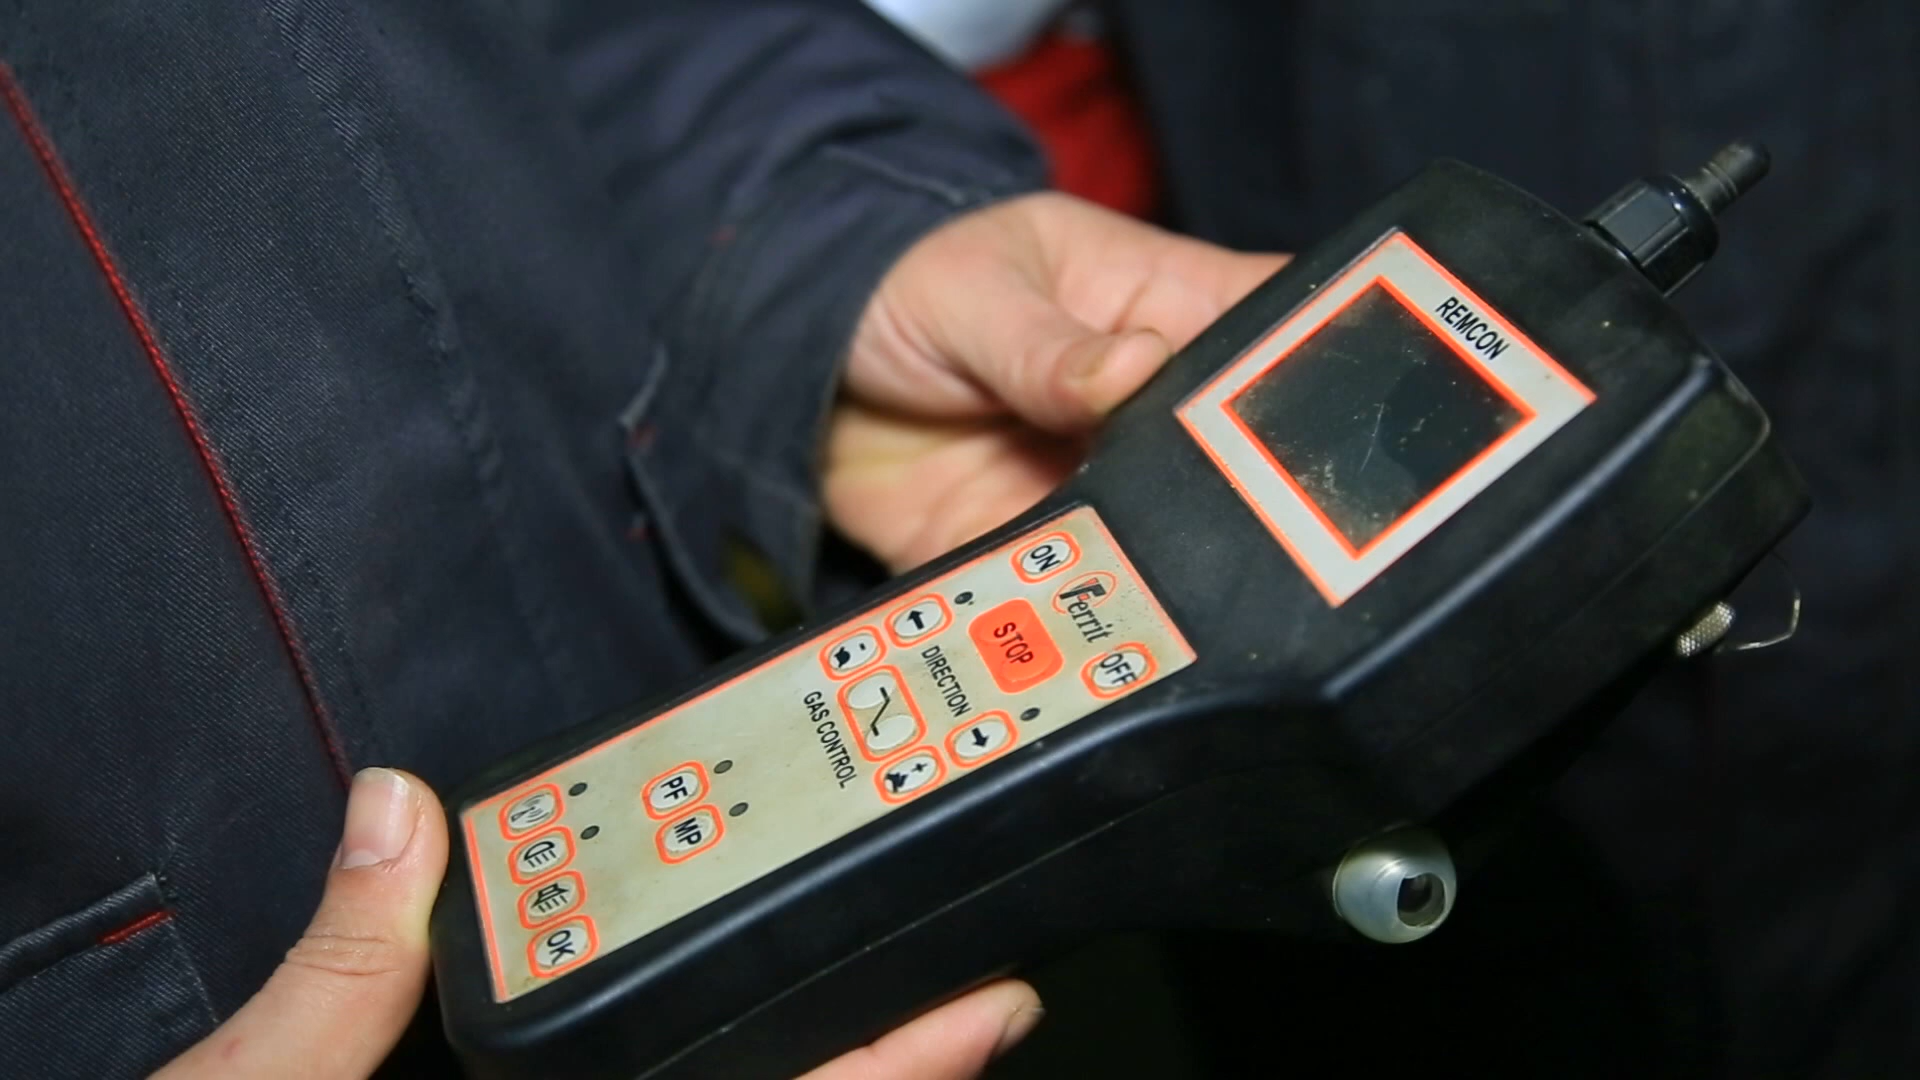 REMCON
ON
Ferrit
OFF
STOP
DIRECTION
-
+
GAS CONTROL
PF
MP
OK